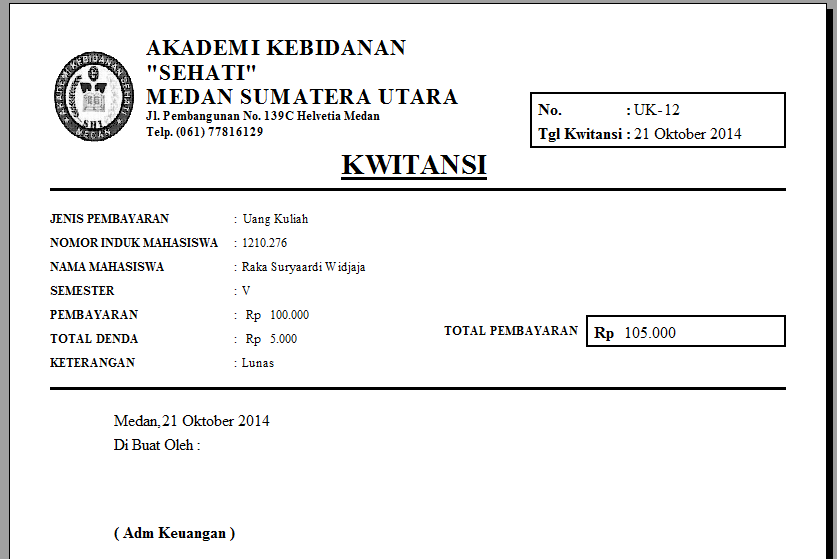 AKADEMI KEBIDANAN
"SEHATI"
MEDAN SUMATERA UTARA
Jl. Pembangunan No. 139C Helvetia Medan
Telp. (061) 77816129
AKADEMI KEBIDANAN SEHATI
SHT
MEDAN
No. : UK-12
Tgl Kwitansi : 21 Oktober 2014
KWITANSI
JENIS PEMBAYARAN : Uang Kuliah
NOMOR INDUK MAHASISWA : 1210.276
NAMA MAHASISWA : Raka Suryaardi Widjaja
SEMESTER : V
PEMBAYARAN : Rp 100.000
TOTAL DENDA : Rp 5.000
KETERANGAN : Lunas
TOTAL PEMBAYARAN Rp 105.000
Medan,21 Oktober 2014
Di Buat Oleh :
( Adm Keuangan )